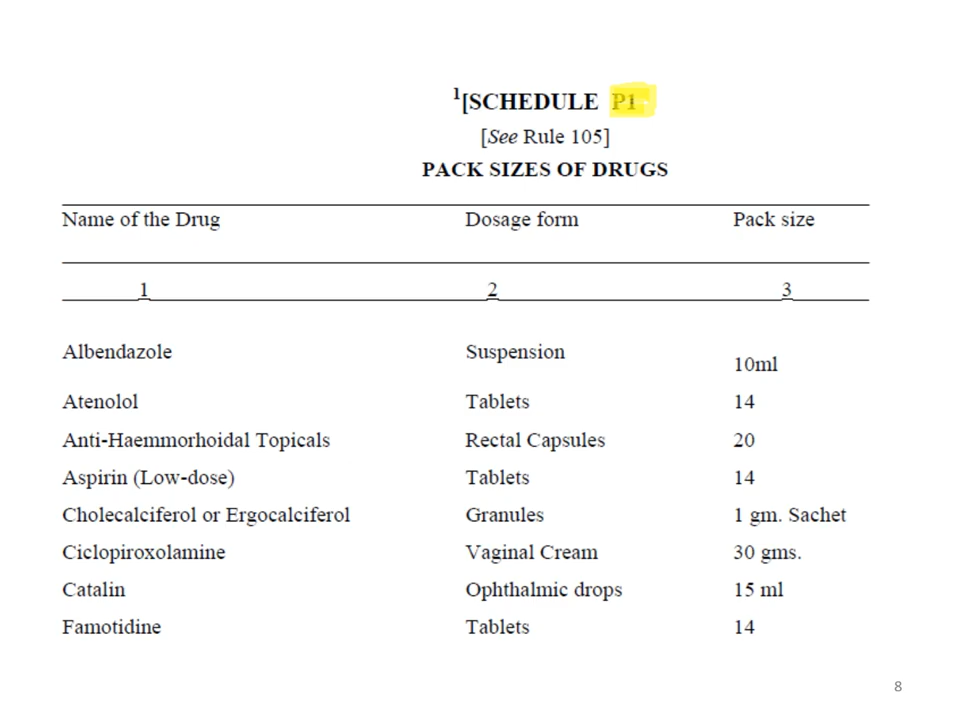 1[SCHEDULE P1
[See Rule 105]
PACK SIZES OF DRUGS
Name of the Drug Dosage form Pack size
1 2 3
Albendazole Suspension 10ml
Atenolol Tablets 14
Anti-Haemmorhoidal Topicals Rectal Capsules 20
Aspirin (Low-dose) Tablets 14
Cholecalciferol or Ergocalciferol Granules 1 gm. Sachet
Ciclopiroxolamine Vaginal Cream 30 gms.
Catalin Ophthalmic drops 15 ml
Famotidine Tablets 14
8